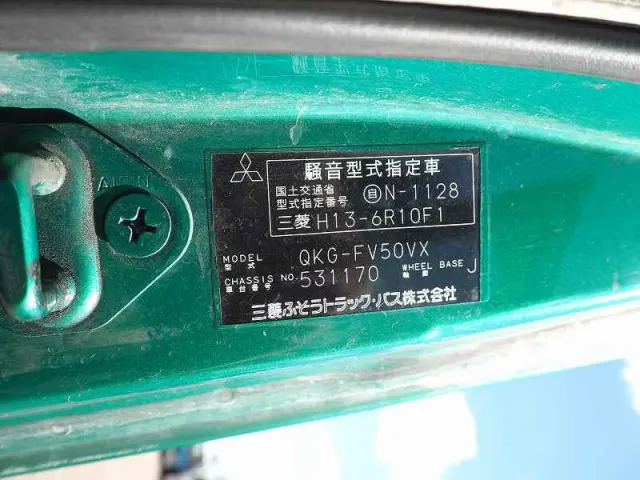 騒音型式指定車
国土交通省
型式指定番号
自N-1128
三菱 H13-6R10F1
MODEL
型式
QKG-FV50VX
CHASSIS NO.
車台番号
531170
WHEEL BASE
軸距
J
三菱ふそうトラック・バス株式会社